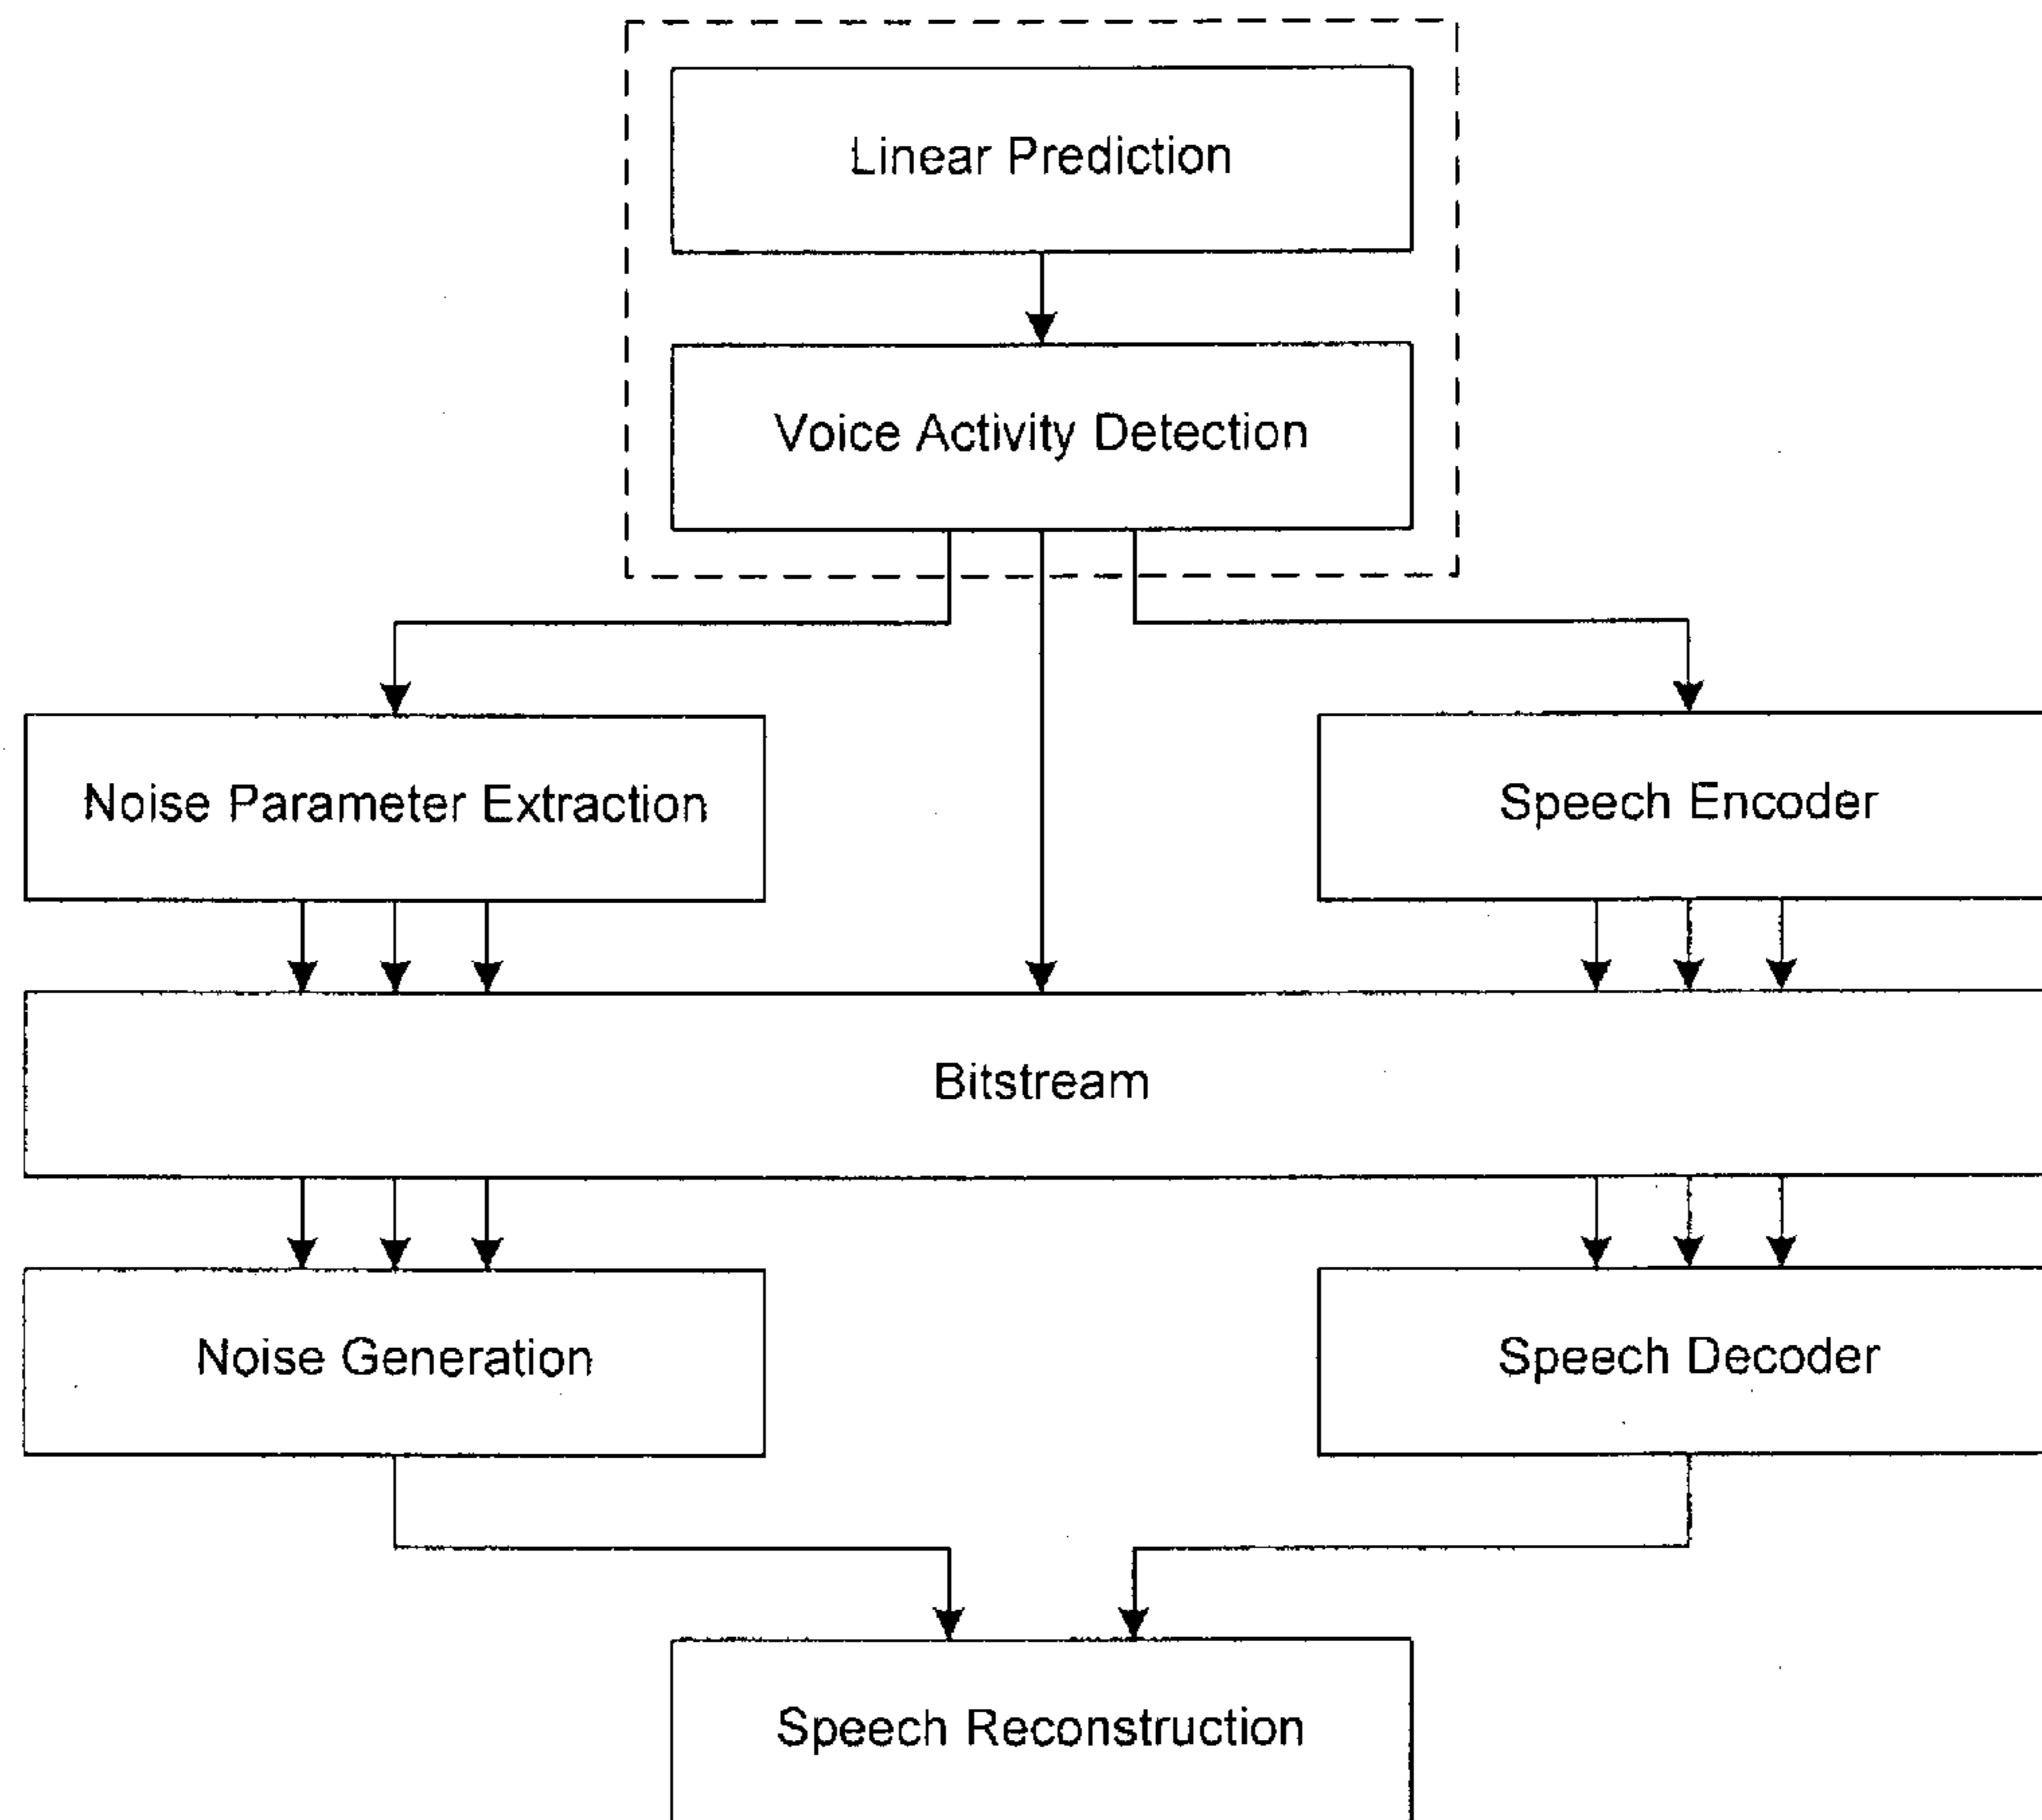 Linear Prediction
Voice Activity Detection
Noise Parameter Extraction
Speech Encoder
Bitstream
Noise Generation
Speech Decoder
Speech Reconstruction